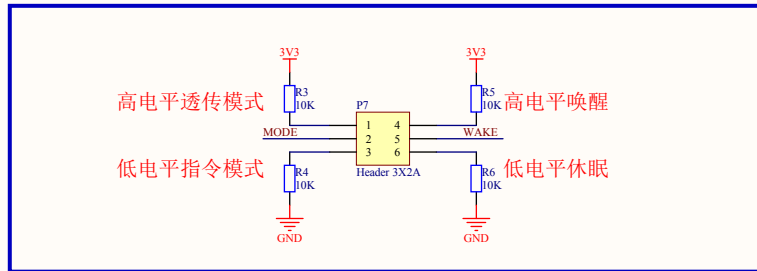 3V3
3V3
R3
10K
高电平透传模式
R5
10K
高电平唤醒
P7
1
4
MODE
2
5
WAKE
3
6
低电平指令模式
R4
10K
Header 3X2A
R6
10K
低电平休眠
GND
GND